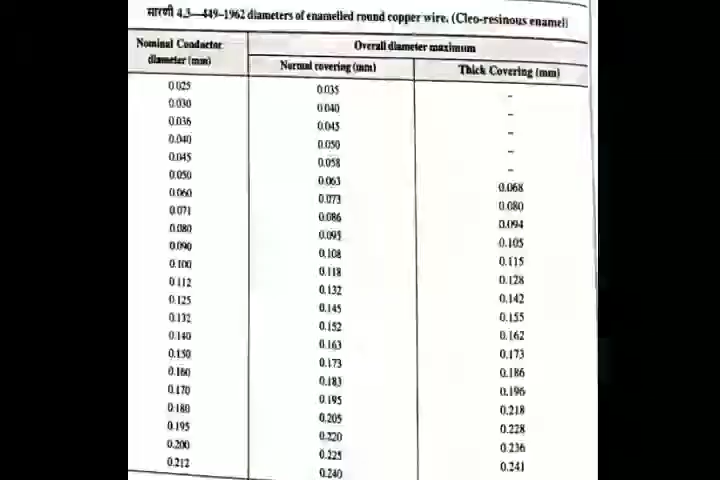 सारणी 4.3—449–1962 diameters of enamelled round copper wire. (Cleo-resinous enamel)
Nominal Conductor diameter (mm) Overall diameter maximum
Normal covering (mm) Thick Covering (mm)
0.025 0.035 -
0.030 0.040 -
0.036 0.045 -
0.040 0.050 -
0.045 0.058 -
0.050 0.063 0.068
0.060 0.073 0.080
0.071 0.086 0.094
0.080 0.095 0.105
0.090 0.108 0.115
0.100 0.118 0.128
0.112 0.132 0.142
0.125 0.145 0.155
0.132 0.152 0.162
0.140 0.163 0.173
0.150 0.173 0.186
0.160 0.183 0.196
0.170 0.195 0.218
0.180 0.205 0.228
0.195 0.220 0.236
0.200 0.225 0.241
0.212 0.240